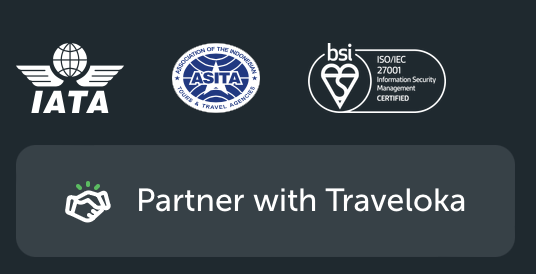 IATA
ASSOCIATION OF THE INDONESIAN
ASITA
TOURS & TRAVEL AGENCIES
bsi
ISO/IEC
27001
Information Security
Management
CERTIFIED
Partner with Traveloka